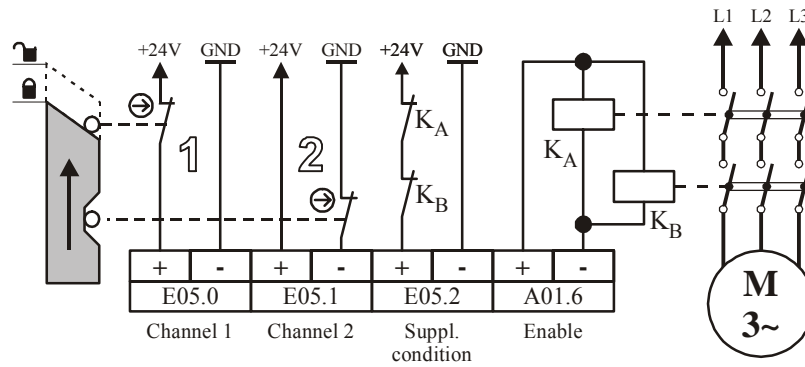 +24V GND +24V GND +24V GND L1 L2 L3
1 2 KA KB KA KB
+ - + - + - + -
E05.0 E05.1 E05.2 A01.6
Channel 1 Channel 2 Suppl. condition Enable
M
3~